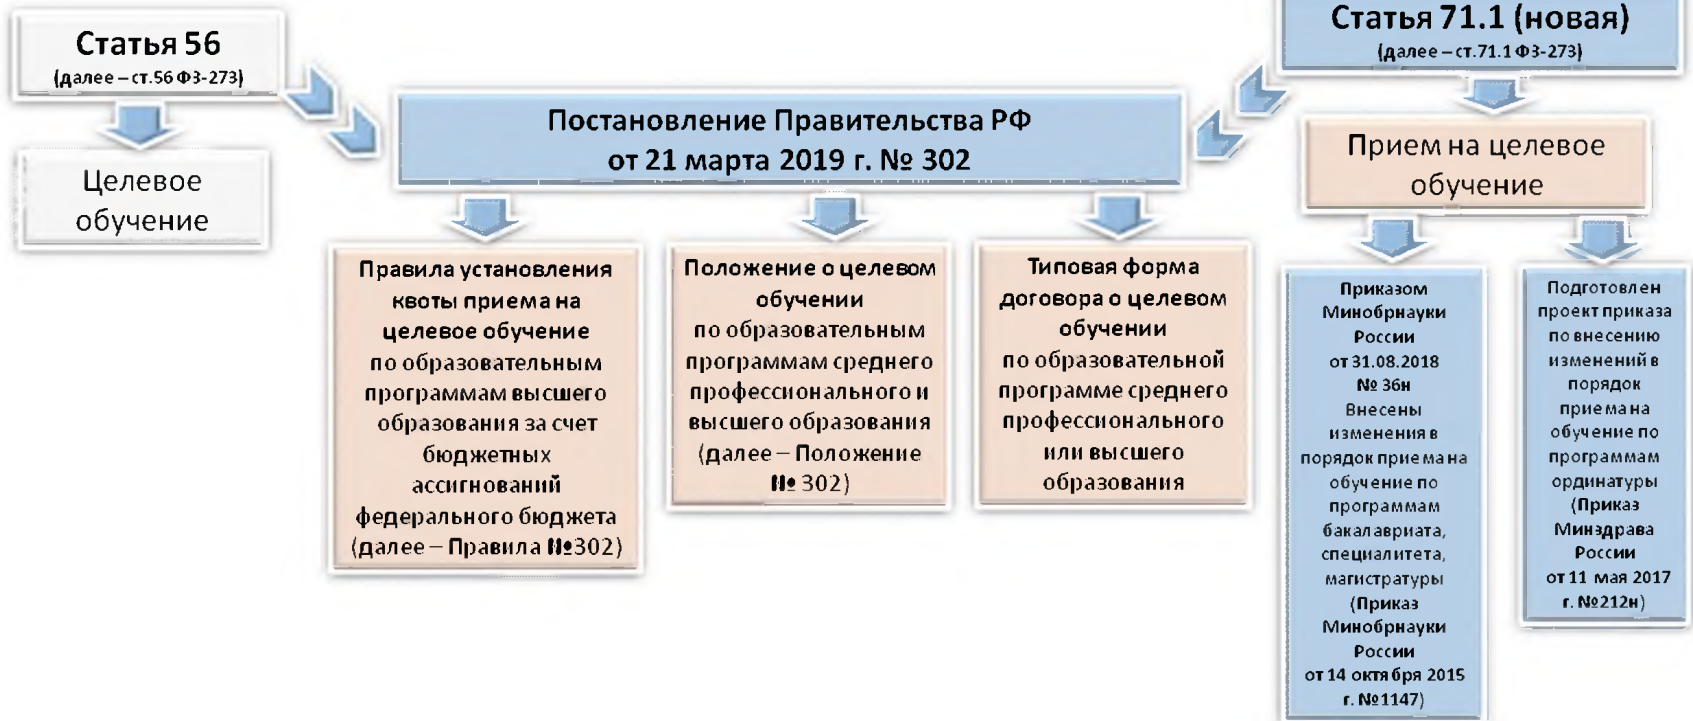 Статья 56
(далее – ст.56 ФЗ-273)
Целевое
обучение
Постановление Правительства РФ
от 21 марта 2019 г. № 302
Правила установления
квоты приема на
целевое обучение
по образовательным
программам высшего
образования за счет
бюджетных
ассигнований
федерального бюджета
(далее – Правила №302)
Положение о целевом
обучении
по образовательным
программам среднего
профессионального и
высшего образования
(далее – Положение
№ 302)
Типовая форма
договора о целевом
обучении
по образовательной
программе среднего
профессионального
или высшего
образования
Статья 71.1 (новая)
(далее – ст.71.1 ФЗ-273)
Прием на целевое
обучение
Приказом
Минобрнауки
России
от 31.08.2018
№ 36н
Внесены
изменения в
порядок приема на
обучение по
программам
бакалавриата,
специалитета,
магистратуры
(Приказ
Минобрнауки
России
от 14 октября 2015
г. №1147)
Подготовлен
проект приказа
по внесению
изменений в
порядок
приема на
обучение по
программам
ординатуры
(Приказ
Минздрава
России
от 11 мая 2017
г. №212н)